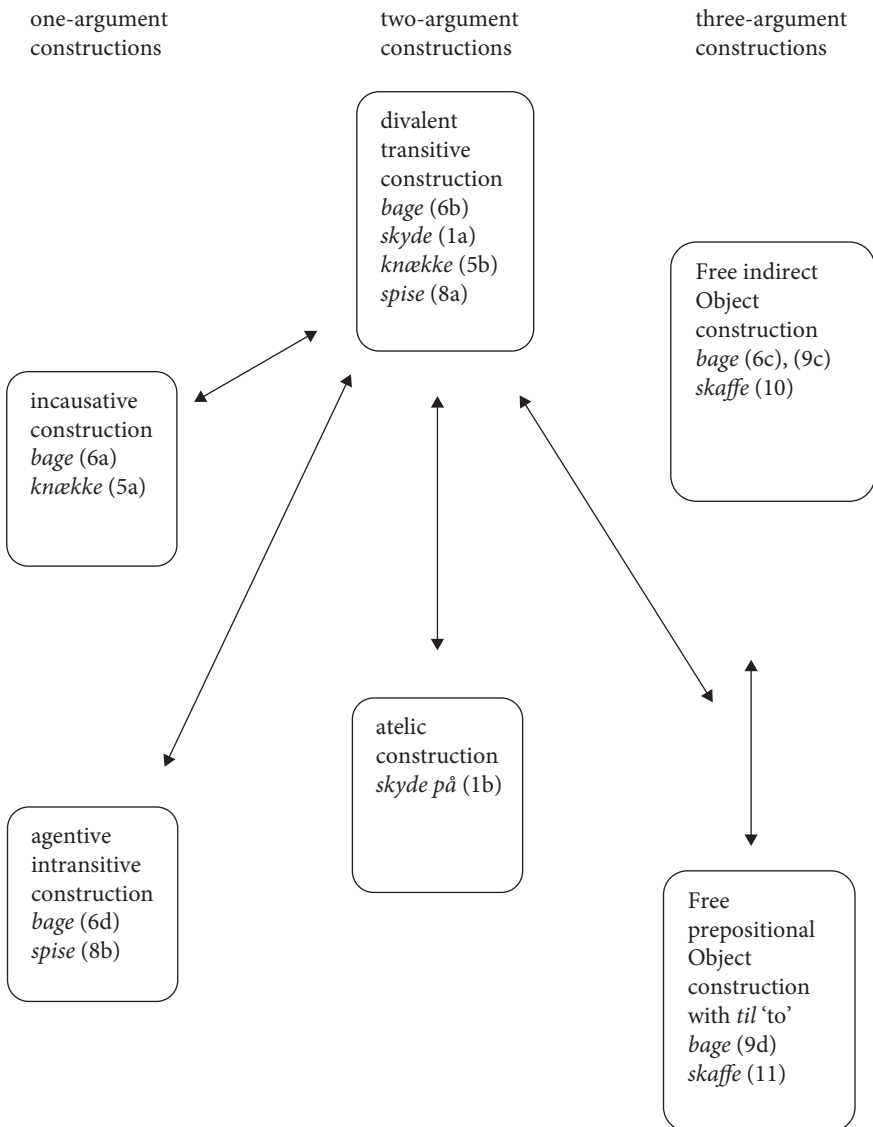 one-argument
constructions
two-argument
constructions
three-argument
constructions
divalent
transitive
construction
bage (6b)
skyde (1a)
knække (5b)
spise (8a)
Free indirect
Object
construction
bage (6c), (9c)
skaffe (10)
incausative
construction
bage (6a)
knække (5a)
atelic
construction
skyde på (1b)
agentive
intransitive
construction
bage (6d)
spise (8b)
Free
prepositional
Object
construction
with til ‘to’
bage (9d)
skaffe (11)